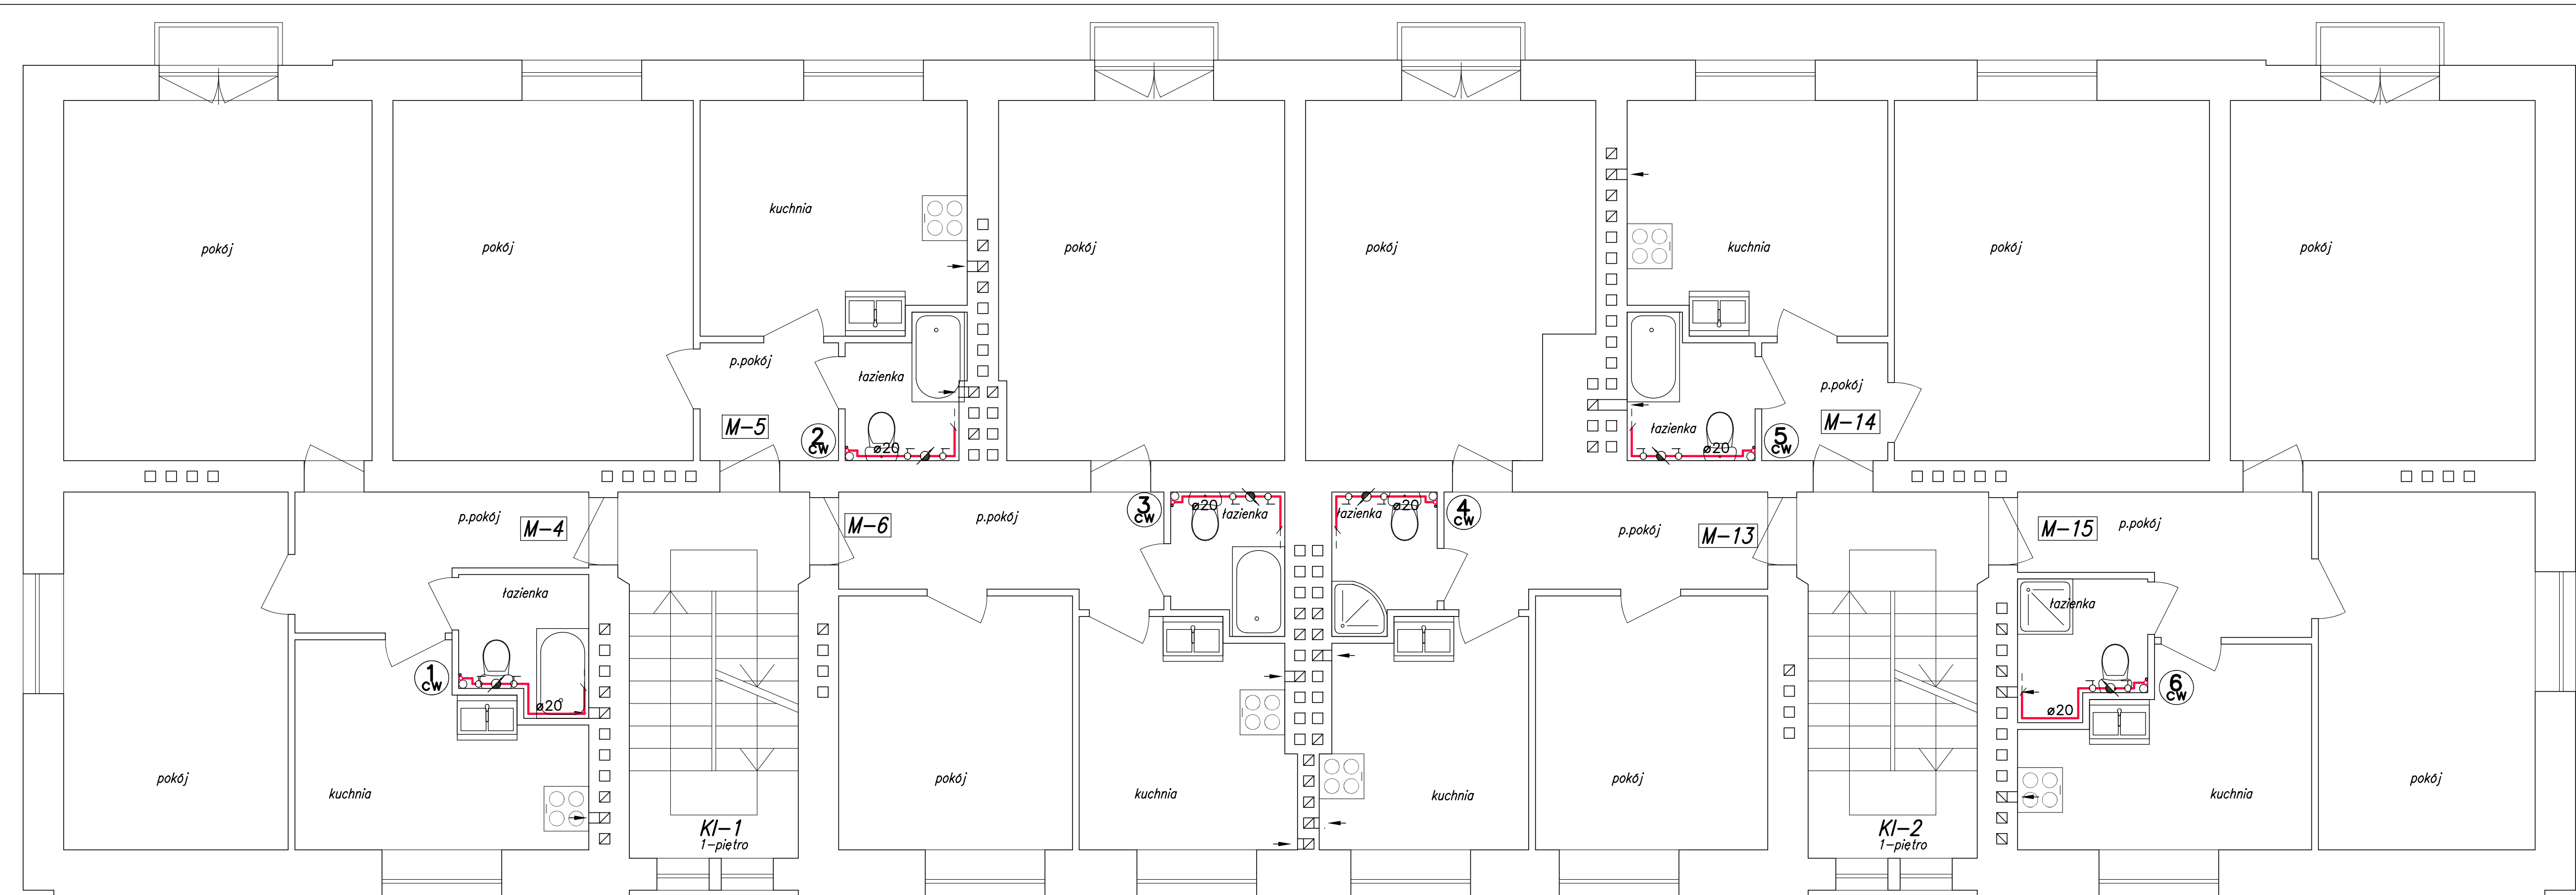 pokój
pokój
kuchnia
pokój
pokój
kuchnia
pokój
pokój
p.pokój
łazienka
p.pokój
M-5
2
CW
ø20
łazienka
ø20
5
CW
M-14
p.pokój
M-4
M-6
p.pokój
3
CW
ø20
łazienka
łazienka
ø20
4
CW
p.pokój
M-13
M-15
p.pokój
łazienka
łazienka
1
CW
ø20
6
CW
ø20
pokój
kuchnia
pokój
kuchnia
kuchnia
pokój
kuchnia
pokój
Kl-1
1-piętro
Kl-2
1-piętro